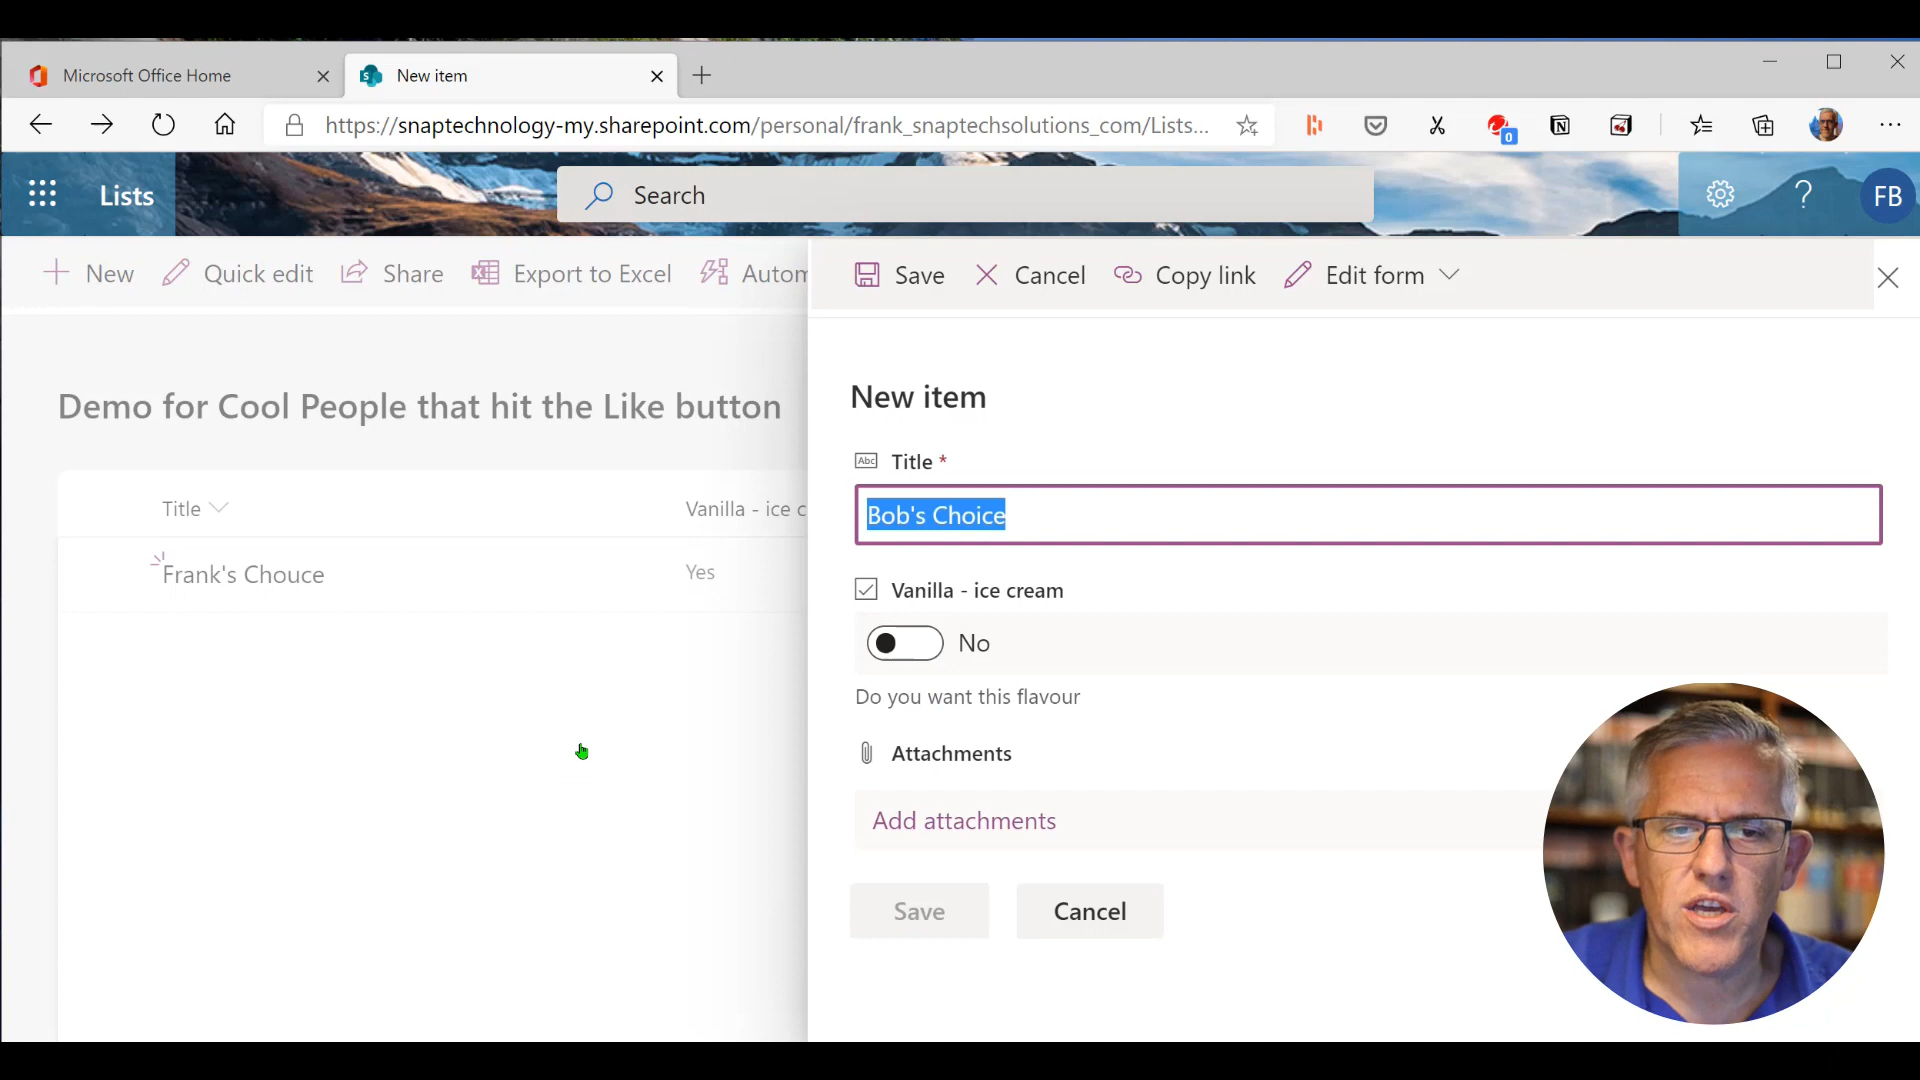 Microsoft Office Home
New item
https://snaptechnology-my.sharepoint.com/personal/frank_snaptechsolutions_com/Lists...
0
Lists
Search
FB
New
Quick edit
Share
Export to Excel
Autom
Save
Cancel
Copy link
Edit form
Demo for Cool People that hit the Like button
Title
Vanilla - ice c
Frank's Chouce
Yes
New item
Abc
Title *
Bob's Choice
Vanilla - ice cream
No
Do you want this flavour
Attachments
Add attachments
Save
Cancel